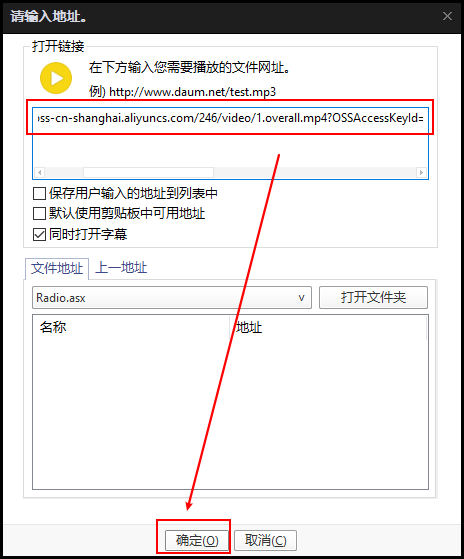 请输入地址。
打开链接
在下方输入您需要播放的文件网址。
例) http://www.daum.net/test.mp3
oss-cn-shanghai.aliyuncs.com/246/video/1.overall.mp4?OSSAccessKeyId=
保存用户输入的地址到列表中
默认使用剪贴板中可用地址
同时打开字幕
文件地址 上一地址
Radio.asx 打开文件夹
名称 地址
确定(O) 取消(C)